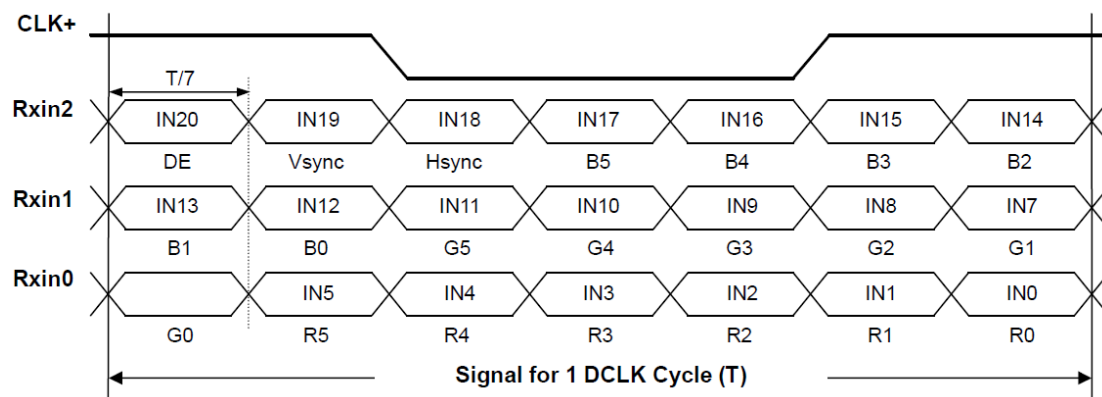 CLK+
T/7
Rxin2 IN20 IN19 IN18 IN17 IN16 IN15 IN14
DE Vsync Hsync B5 B4 B3 B2
Rxin1 IN13 IN12 IN11 IN10 IN9 IN8 IN7
B1 B0 G5 G4 G3 G2 G1
Rxin0 IN5 IN4 IN3 IN2 IN1 IN0
G0 R5 R4 R3 R2 R1 R0
Signal for 1 DCLK Cycle (T)